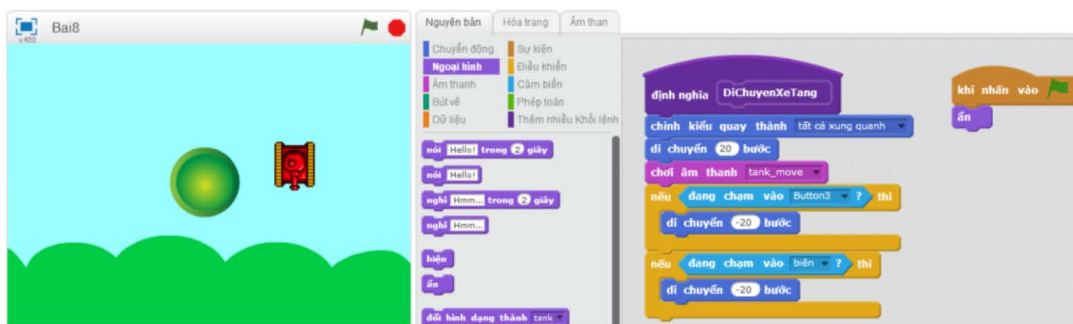 Bai8
v460
Nguyên bản Hóa trang Âm than
Chuyển động Sự kiện
Ngoại hình Điều khiển
Âm thanh Cảm biến
Bút vẽ Phép toán
Dữ liệu Thêm nhiều Khối lệnh
nói Hello! trong 2 giây
nói Hello!
nghĩ Hmm... trong 2 giây
nghĩ Hmm...
hiện
ẩn
đổi hình dạng thành tank
định nghĩa DiChuyenXeTang
chỉnh kiểu quay thành tất cả xung quanh
di chuyển 20 bước
chơi âm thanh tank_move
nếu đang chạm vào Button3 ? thì
di chuyển -20 bước
nếu đang chạm vào biên ? thì
di chuyển -20 bước
khi nhấn vào
ẩn